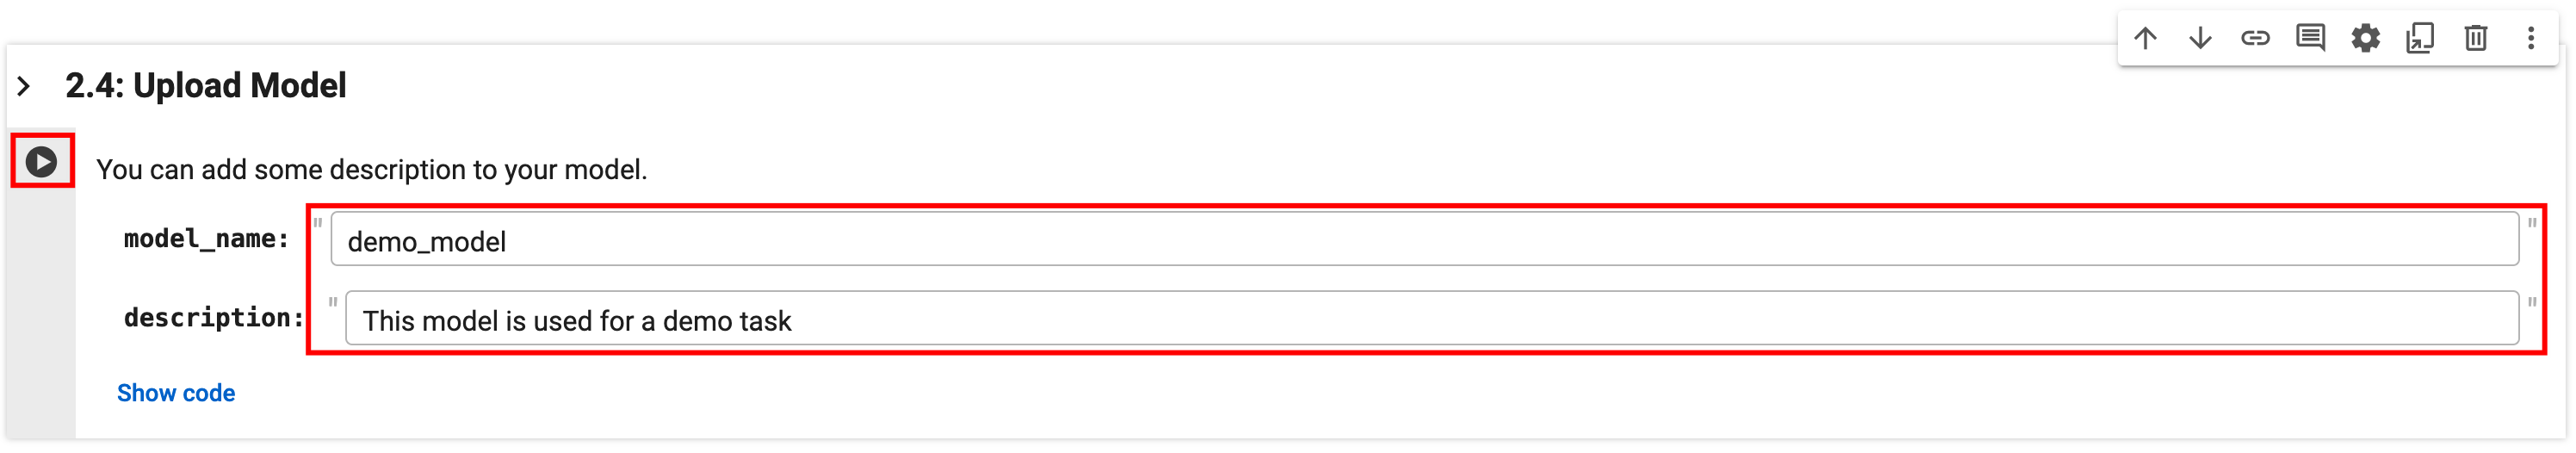 2.4: Upload Model
You can add some description to your model.
model_name: " demo_model "
description: " This model is used for a demo task "
Show code